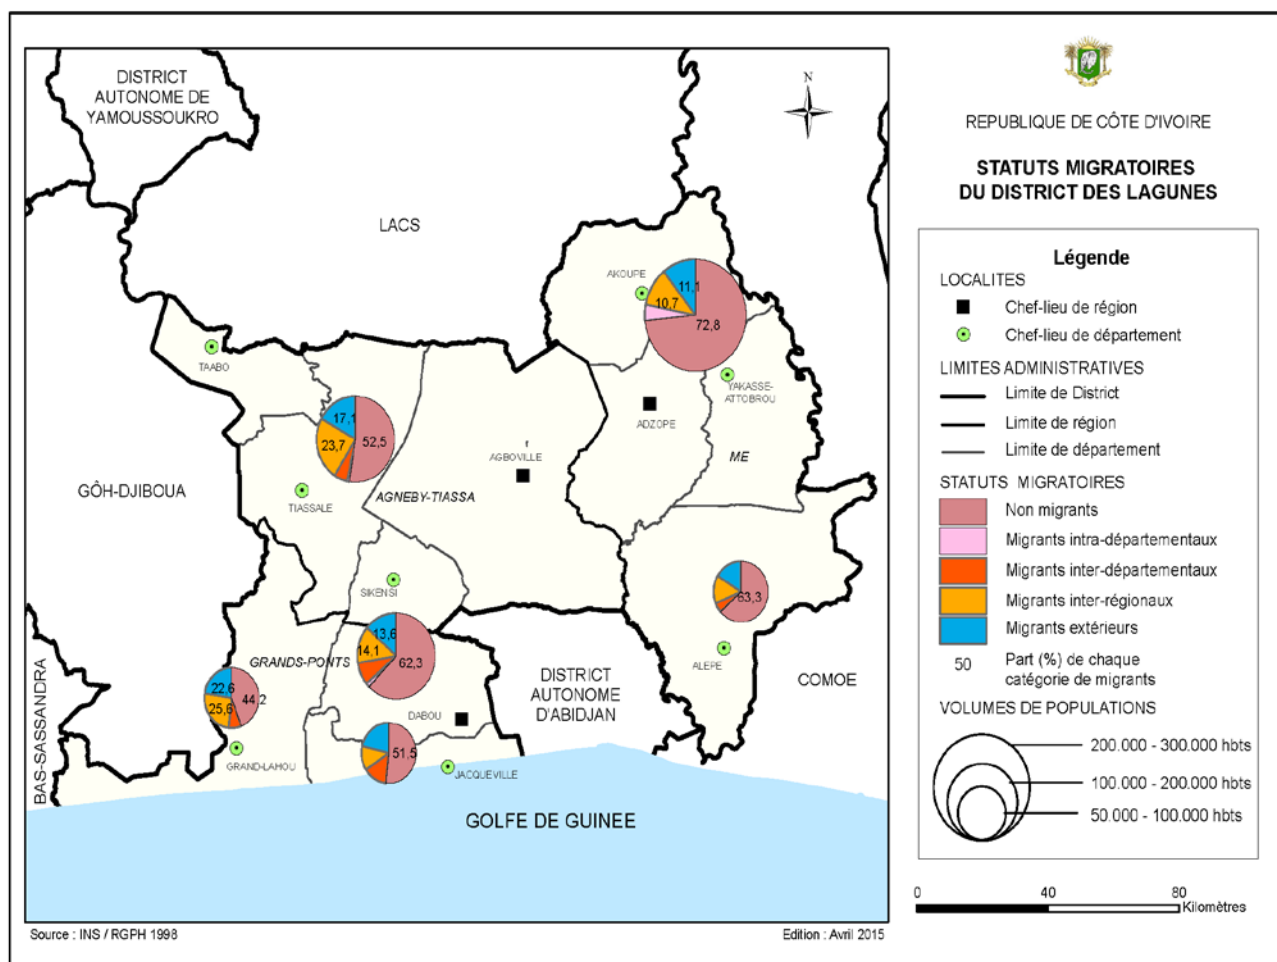 DISTRICT
AUTONOME DE
YAMOUSSOUKRO
N
LACS
AKOUPE
11,1
10,7
72,8
TAABO
YAKASSE-
ATTOBROU
ADZOPE
17,1
23,7
52,5
r
AGBOVILLE
ME
GÔH-DJIBOUA
TIASSALE
AGNEBY-TIASSA
SIKENSI
63,3
13,6
14,1
62,3
GRANDS-PONTS
ALEPE
COMOE
DISTRICT
AUTONOME
D'ABIDJAN
22,6
44,2
25,6
DABOU
BAS-SASSANDRA
GRAND-LAHOU
51,5
JACQUEVILLE
GOLFE DE GUINEE
Source : INS / RGPH 1998
Edition : Avril 2015
REPUBLIQUE DE CÔTE D'IVOIRE
STATUTS MIGRATOIRES
DU DISTRICT DES LAGUNES
Légende
LOCALITES
Chef-lieu de région
Chef-lieu de département
LIMITES ADMINISTRATIVES
Limite de District
Limite de région
Limite de département
STATUTS MIGRATOIRES
Non migrants
Migrants intra-départementaux
Migrants inter-départementaux
Migrants inter-régionaux
Migrants extérieurs
50 Part (%) de chaque
catégorie de migrants
VOLUMES DE POPULATIONS
200.000 - 300.000 hbts
100.000 - 200.000 hbts
50.000 - 100.000 hbts
0 40 80
Kilomètres